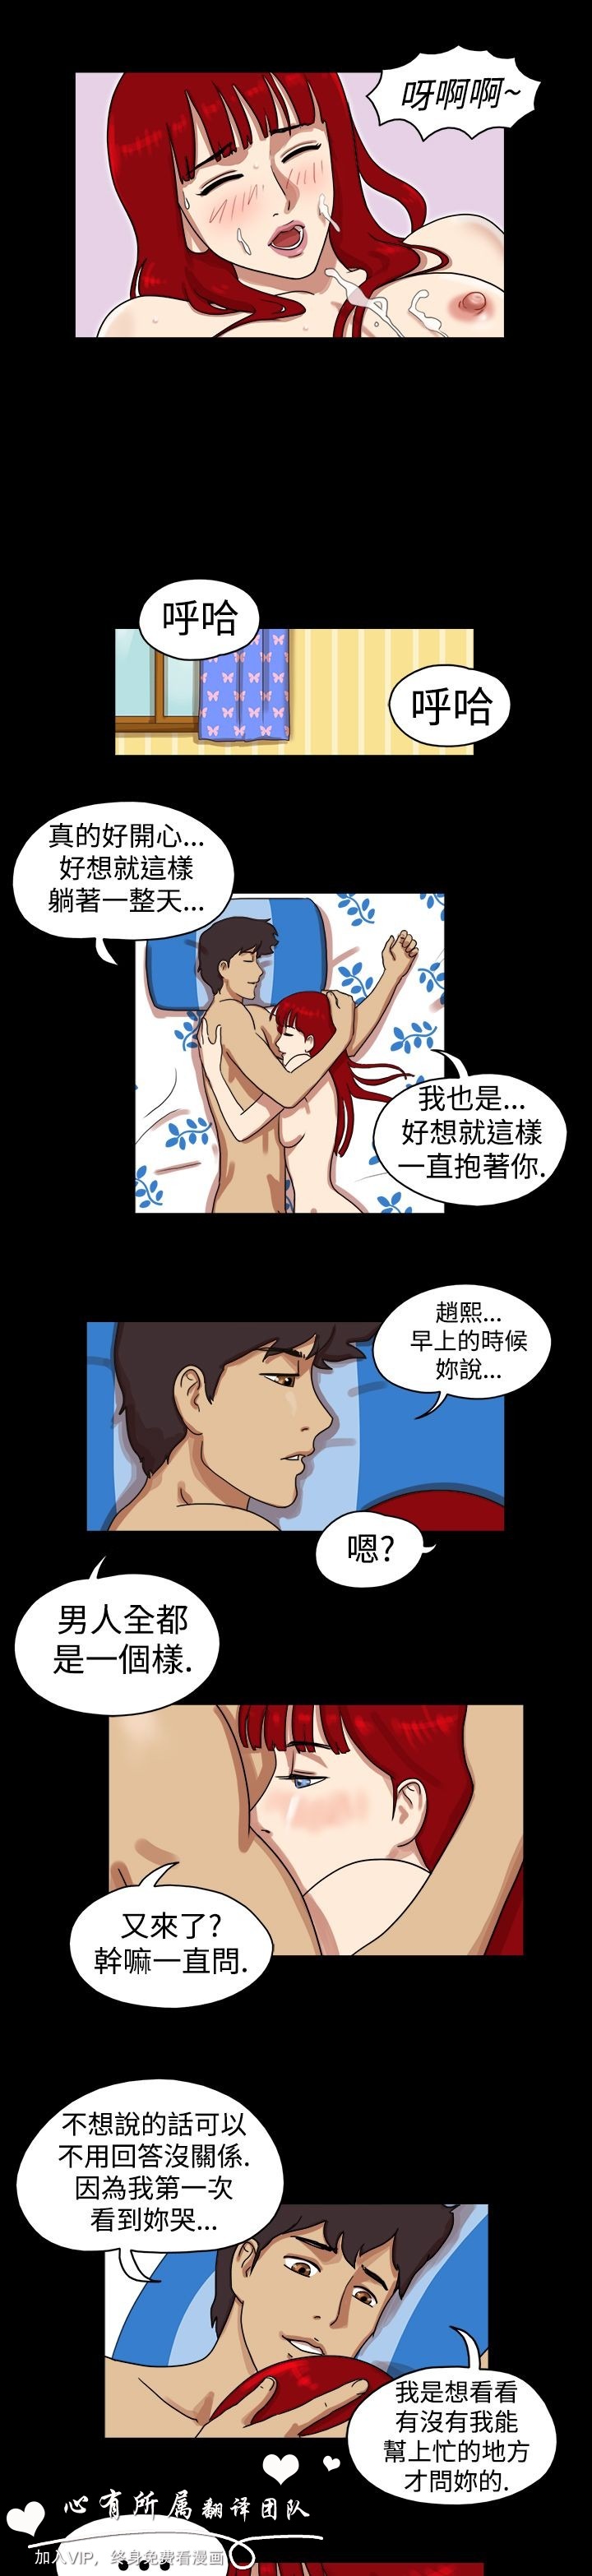 呀啊啊~
呼哈
呼哈
真的好開心...
好想就這樣
躺著一整天...
我也是...
好想就這樣
一直抱著你.
趙熙...
早上的時候
妳說...
嗯?
男人全都
是一個樣.
又來了?
幹嘛一直問.
不想說的話可以
不用回答沒關係.
因為我第一次
看到妳哭...
我是想看看
有沒有我能
幫上忙的地方
才問妳的.
心有所属翻译团队
加入VIP，终身免费看漫画